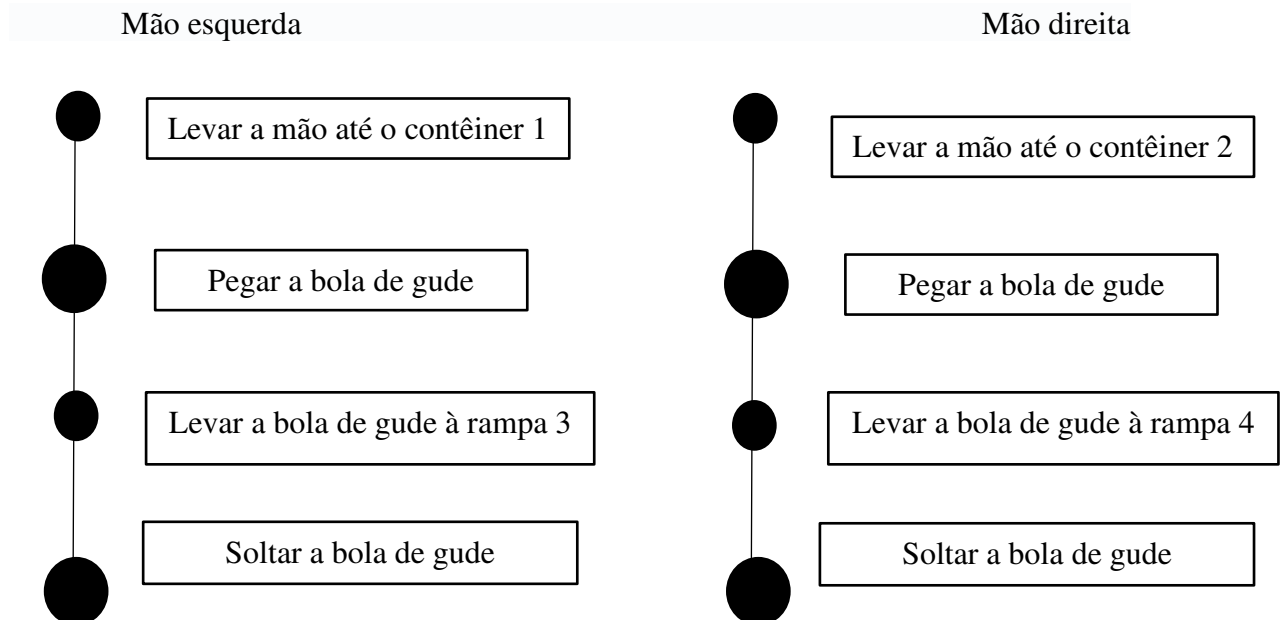 Mão esquerda
Mão direita
Levar a mão até o contêiner 1
Levar a mão até o contêiner 2
Pegar a bola de gude
Pegar a bola de gude
Levar a bola de gude à rampa 3
Levar a bola de gude à rampa 4
Soltar a bola de gude
Soltar a bola de gude